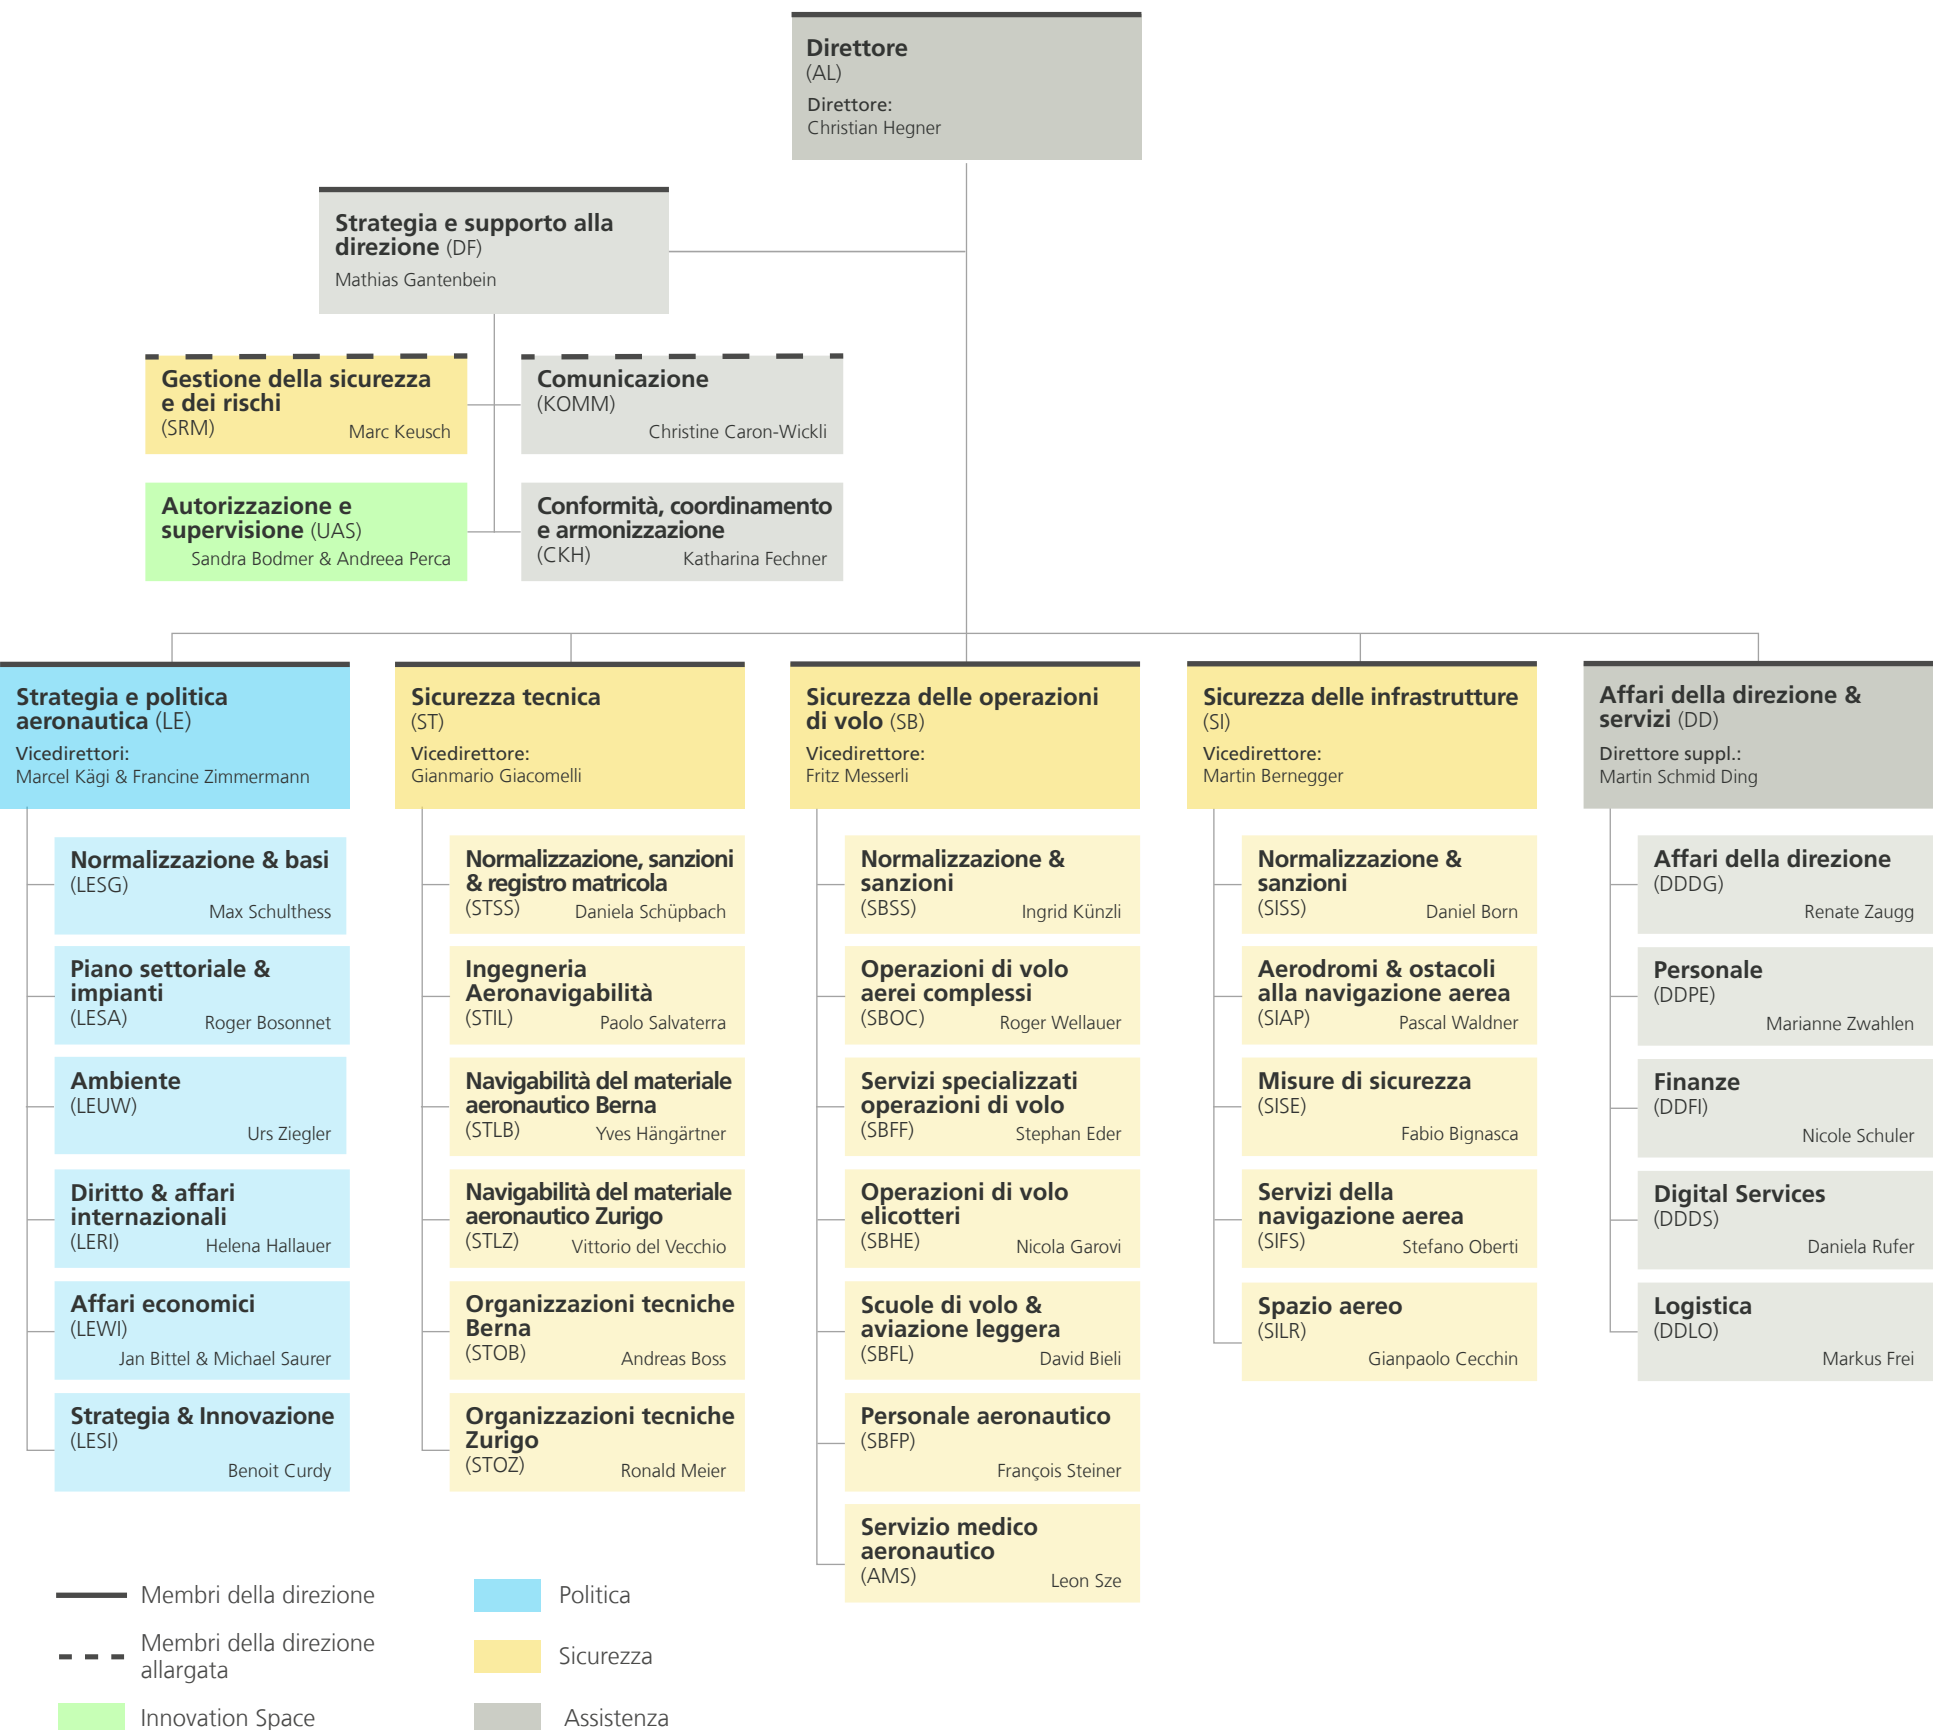 Direttore
(AL)
Direttore:
Christian Hegner
Strategia e supporto alla
direzione (DF)
Mathias Gantenbein
Gestione della sicurezza
e dei rischi
(SRM) Marc Keusch
Comunicazione
(KOMM)
Christine Caron-Wickli
Autorizzazione e
supervisione (UAS)
Sandra Bodmer & Andreea Perca
Conformità, coordinamento
e armonizzazione
(CKH) Katharina Fechner
Strategia e politica
aeronautica (LE)
Vicedirettori:
Marcel Kägi & Francine Zimmermann
Normalizzazione & basi
(LESG)
Max Schulthess
Piano settoriale &
impianti
(LESA) Roger Bosonnet
Ambiente
(LEUW)
Urs Ziegler
Diritto & affari
internazionali
(LERI) Helena Hallauer
Affari economici
(LEWI)
Jan Bittel & Michael Saurer
Strategia & Innovazione
(LESI)
Benoit Curdy
Sicurezza tecnica
(ST)
Vicedirettore:
Gianmario Giacomelli
Normalizzazione, sanzioni
& registro matricola
(STSS) Daniela Schüpbach
Ingegneria
Aeronavigabilità
(STIL) Paolo Salvaterra
Navigabilità del materiale
aeronautico Berna
(STLB) Yves Hängärtner
Navigabilità del materiale
aeronautico Zurigo
(STLZ) Vittorio del Vecchio
Organizzazioni tecniche
Berna
(STOB) Andreas Boss
Organizzazioni tecniche
Zurigo
(STOZ) Ronald Meier
Sicurezza delle operazioni
di volo (SB)
Vicedirettore:
Fritz Messerli
Normalizzazione &
sanzioni
(SBSS) Ingrid Künzli
Operazioni di volo
aerei complessi
(SBOC) Roger Wellauer
Servizi specializzati
operazioni di volo
(SBFF) Stephan Eder
Operazioni di volo
elicotteri
(SBHE) Nicola Garovi
Scuole di volo &
aviazione leggera
(SBFL) David Bieli
Personale aeronautico
(SBFP)
François Steiner
Servizio medico
aeronautico
(AMS) Leon Sze
Sicurezza delle infrastrutture
(SI)
Vicedirettore:
Martin Bernegger
Normalizzazione &
sanzioni
(SISS) Daniel Born
Aerodromi & ostacoli
alla navigazione aerea
(SIAP) Pascal Waldner
Misure di sicurezza
(SISE)
Fabio Bignasca
Servizi della
navigazione aerea
(SIFS) Stefano Oberti
Spazio aereo
(SILR)
Gianpaolo Cecchin
Affari della direzione &
servizi (DD)
Direttore suppl.:
Martin Schmid Ding
Affari della direzione
(DDDG)
Renate Zaugg
Personale
(DDPE)
Marianne Zwahlen
Finanze
(DDFI)
Nicole Schuler
Digital Services
(DDDS)
Daniela Rufer
Logistica
(DDLO)
Markus Frei
Membri della direzione
Membri della direzione
allargata
Innovation Space
Politica
Sicurezza
Assistenza